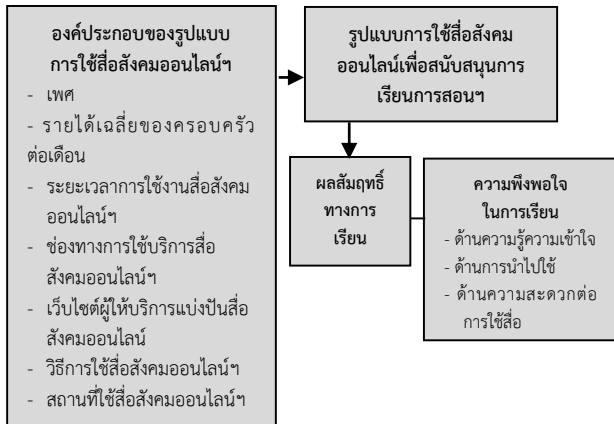 องค์ประกอบของรูปแบบ
การใช้สื่อสังคมออนไลน์ฯ
- เพศ
- รายได้เฉลี่ยของครอบครัว
ต่อเดือน
- ระยะเวลาการใช้งานสื่อสังคม
ออนไลน์ฯ
- ช่องทางการใช้บริการสื่อ
สังคมออนไลน์ฯ
- เว็บไซต์ผู้ให้บริการแบ่งปันสื่อ
สังคมออนไลน์
- วิธีการใช้สื่อสังคมออนไลน์ฯ
- สถานที่ใช้สื่อสังคมออนไลน์ฯ
รูปแบบการใช้สื่อสังคม
ออนไลน์เพื่อสนับสนุนการ
เรียนการสอนฯ
ผลสัมฤทธิ์
ทางการ
เรียน
ความพึงพอใจ
ในการเรียน
- ด้านความรู้ความเข้าใจ
- ด้านการนำไปใช้
- ด้านความสะดวกต่อ
การใช้สื่อ